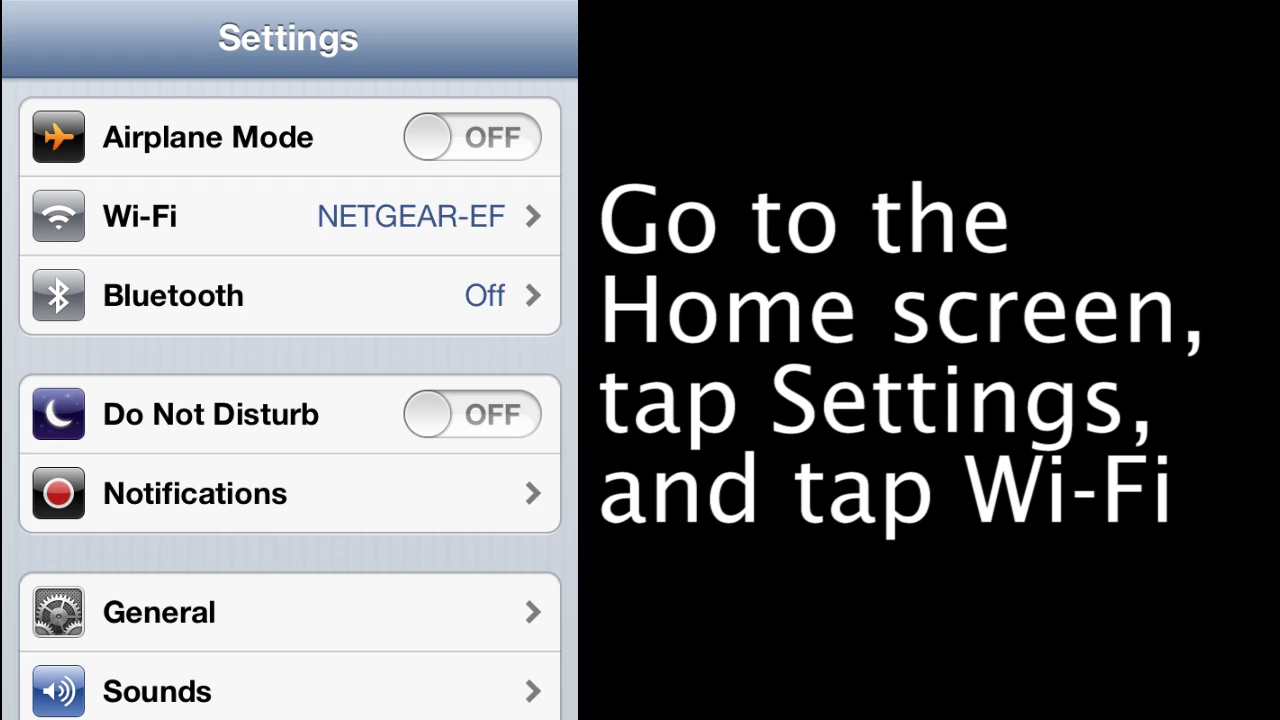 Settings
Airplane Mode OFF
Wi-Fi NETGEAR-EF
Bluetooth Off
Do Not Disturb OFF
Notifications
General
Sounds
Go to the
Home screen,
tap Settings,
and tap Wi-Fi